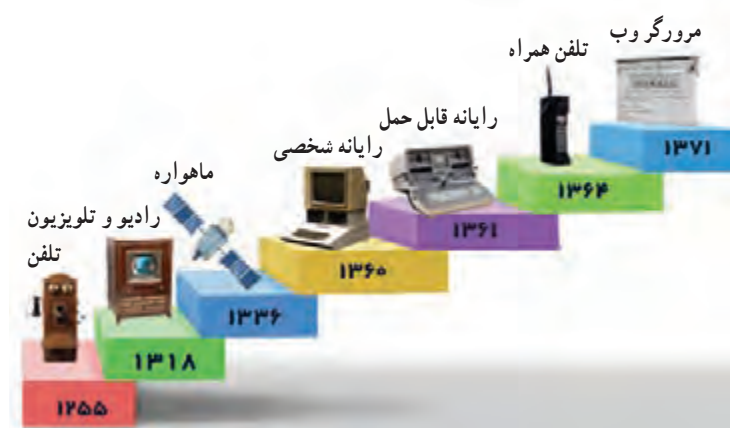 تلفن
۱۲۵۵
رادیو و تلویزیون
۱۳۱۸
ماهواره
۱۳۳۶
رایانه شخصی
۱۳۶۰
رایانه قابل حمل
۱۳۶۱
تلفن همراه
۱۳۶۴
مرورگر وب
۱۳۷۱